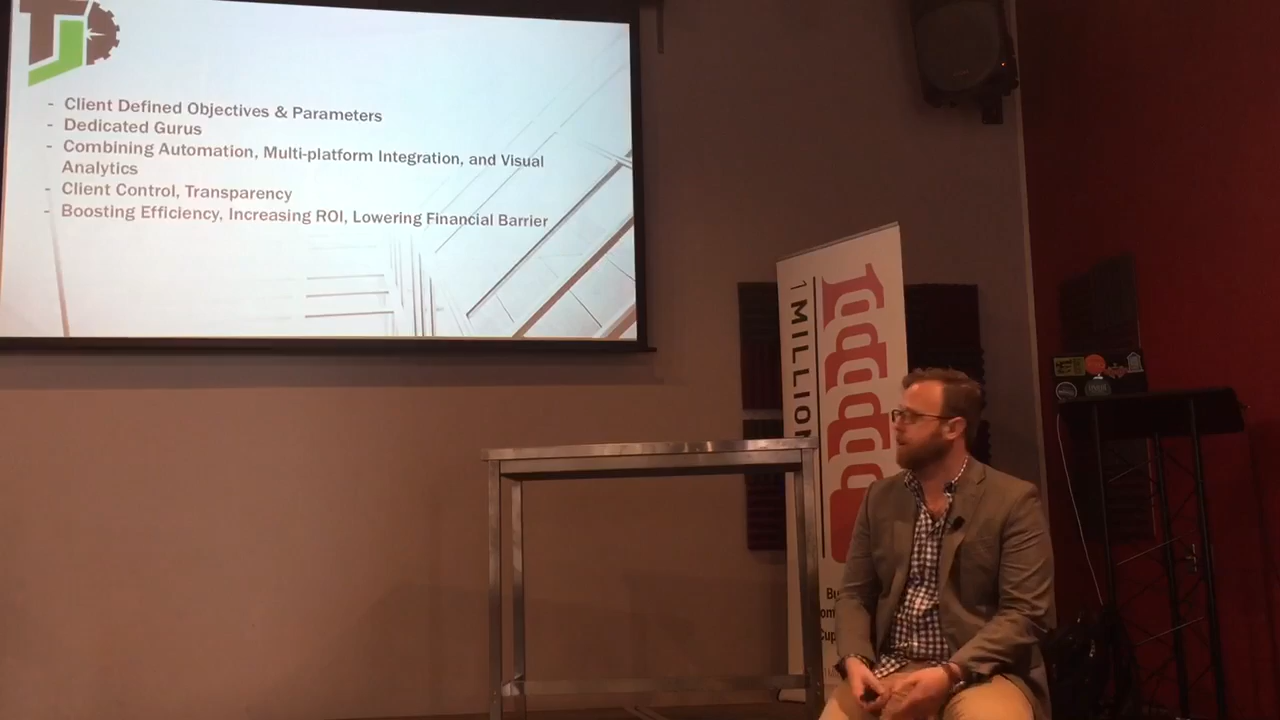 TJ
- Client Defined Objectives & Parameters
- Dedicated Gurus
- Combining Automation, Multi-platform Integration, and Visual
Analytics
- Client Control, Transparency
- Boosting Efficiency, Increasing ROI, Lowering Financial Barrier
1 MILLION